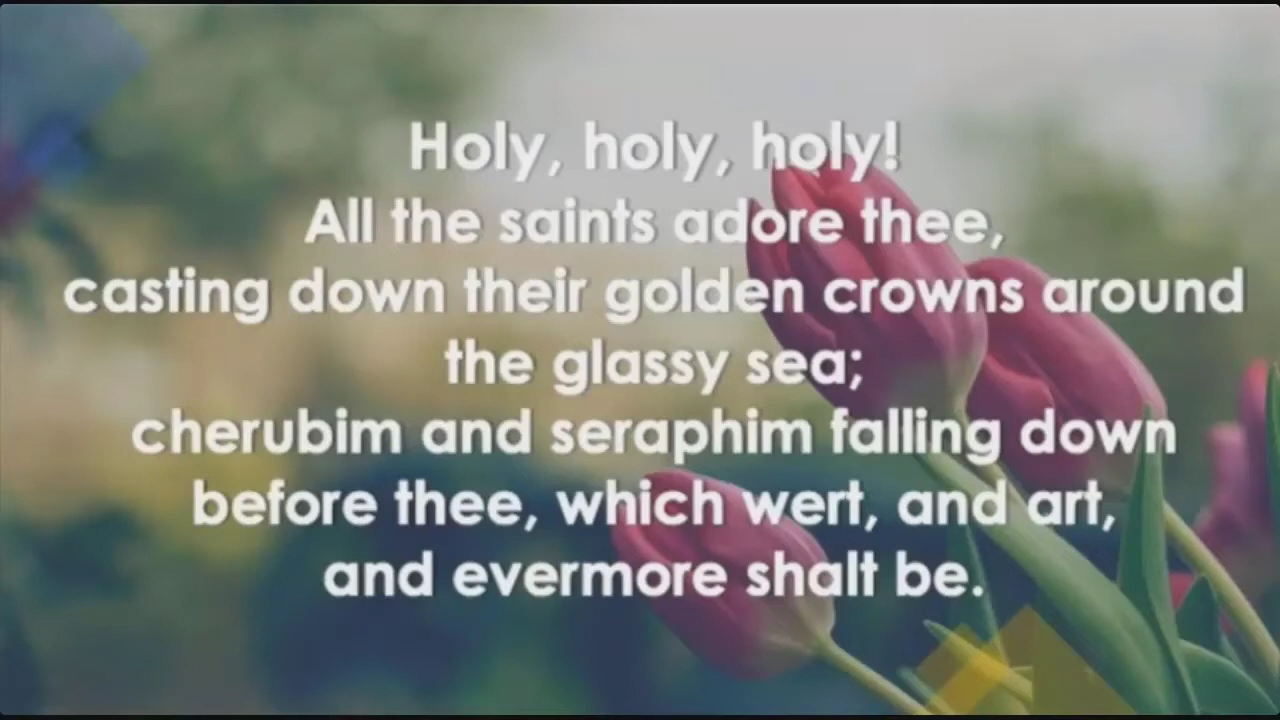 Holy, holy, holy!
All the saints adore thee,
casting down their golden crowns around
the glassy sea;
cherubim and seraphim falling down
before thee, which wert, and art,
and evermore shalt be.